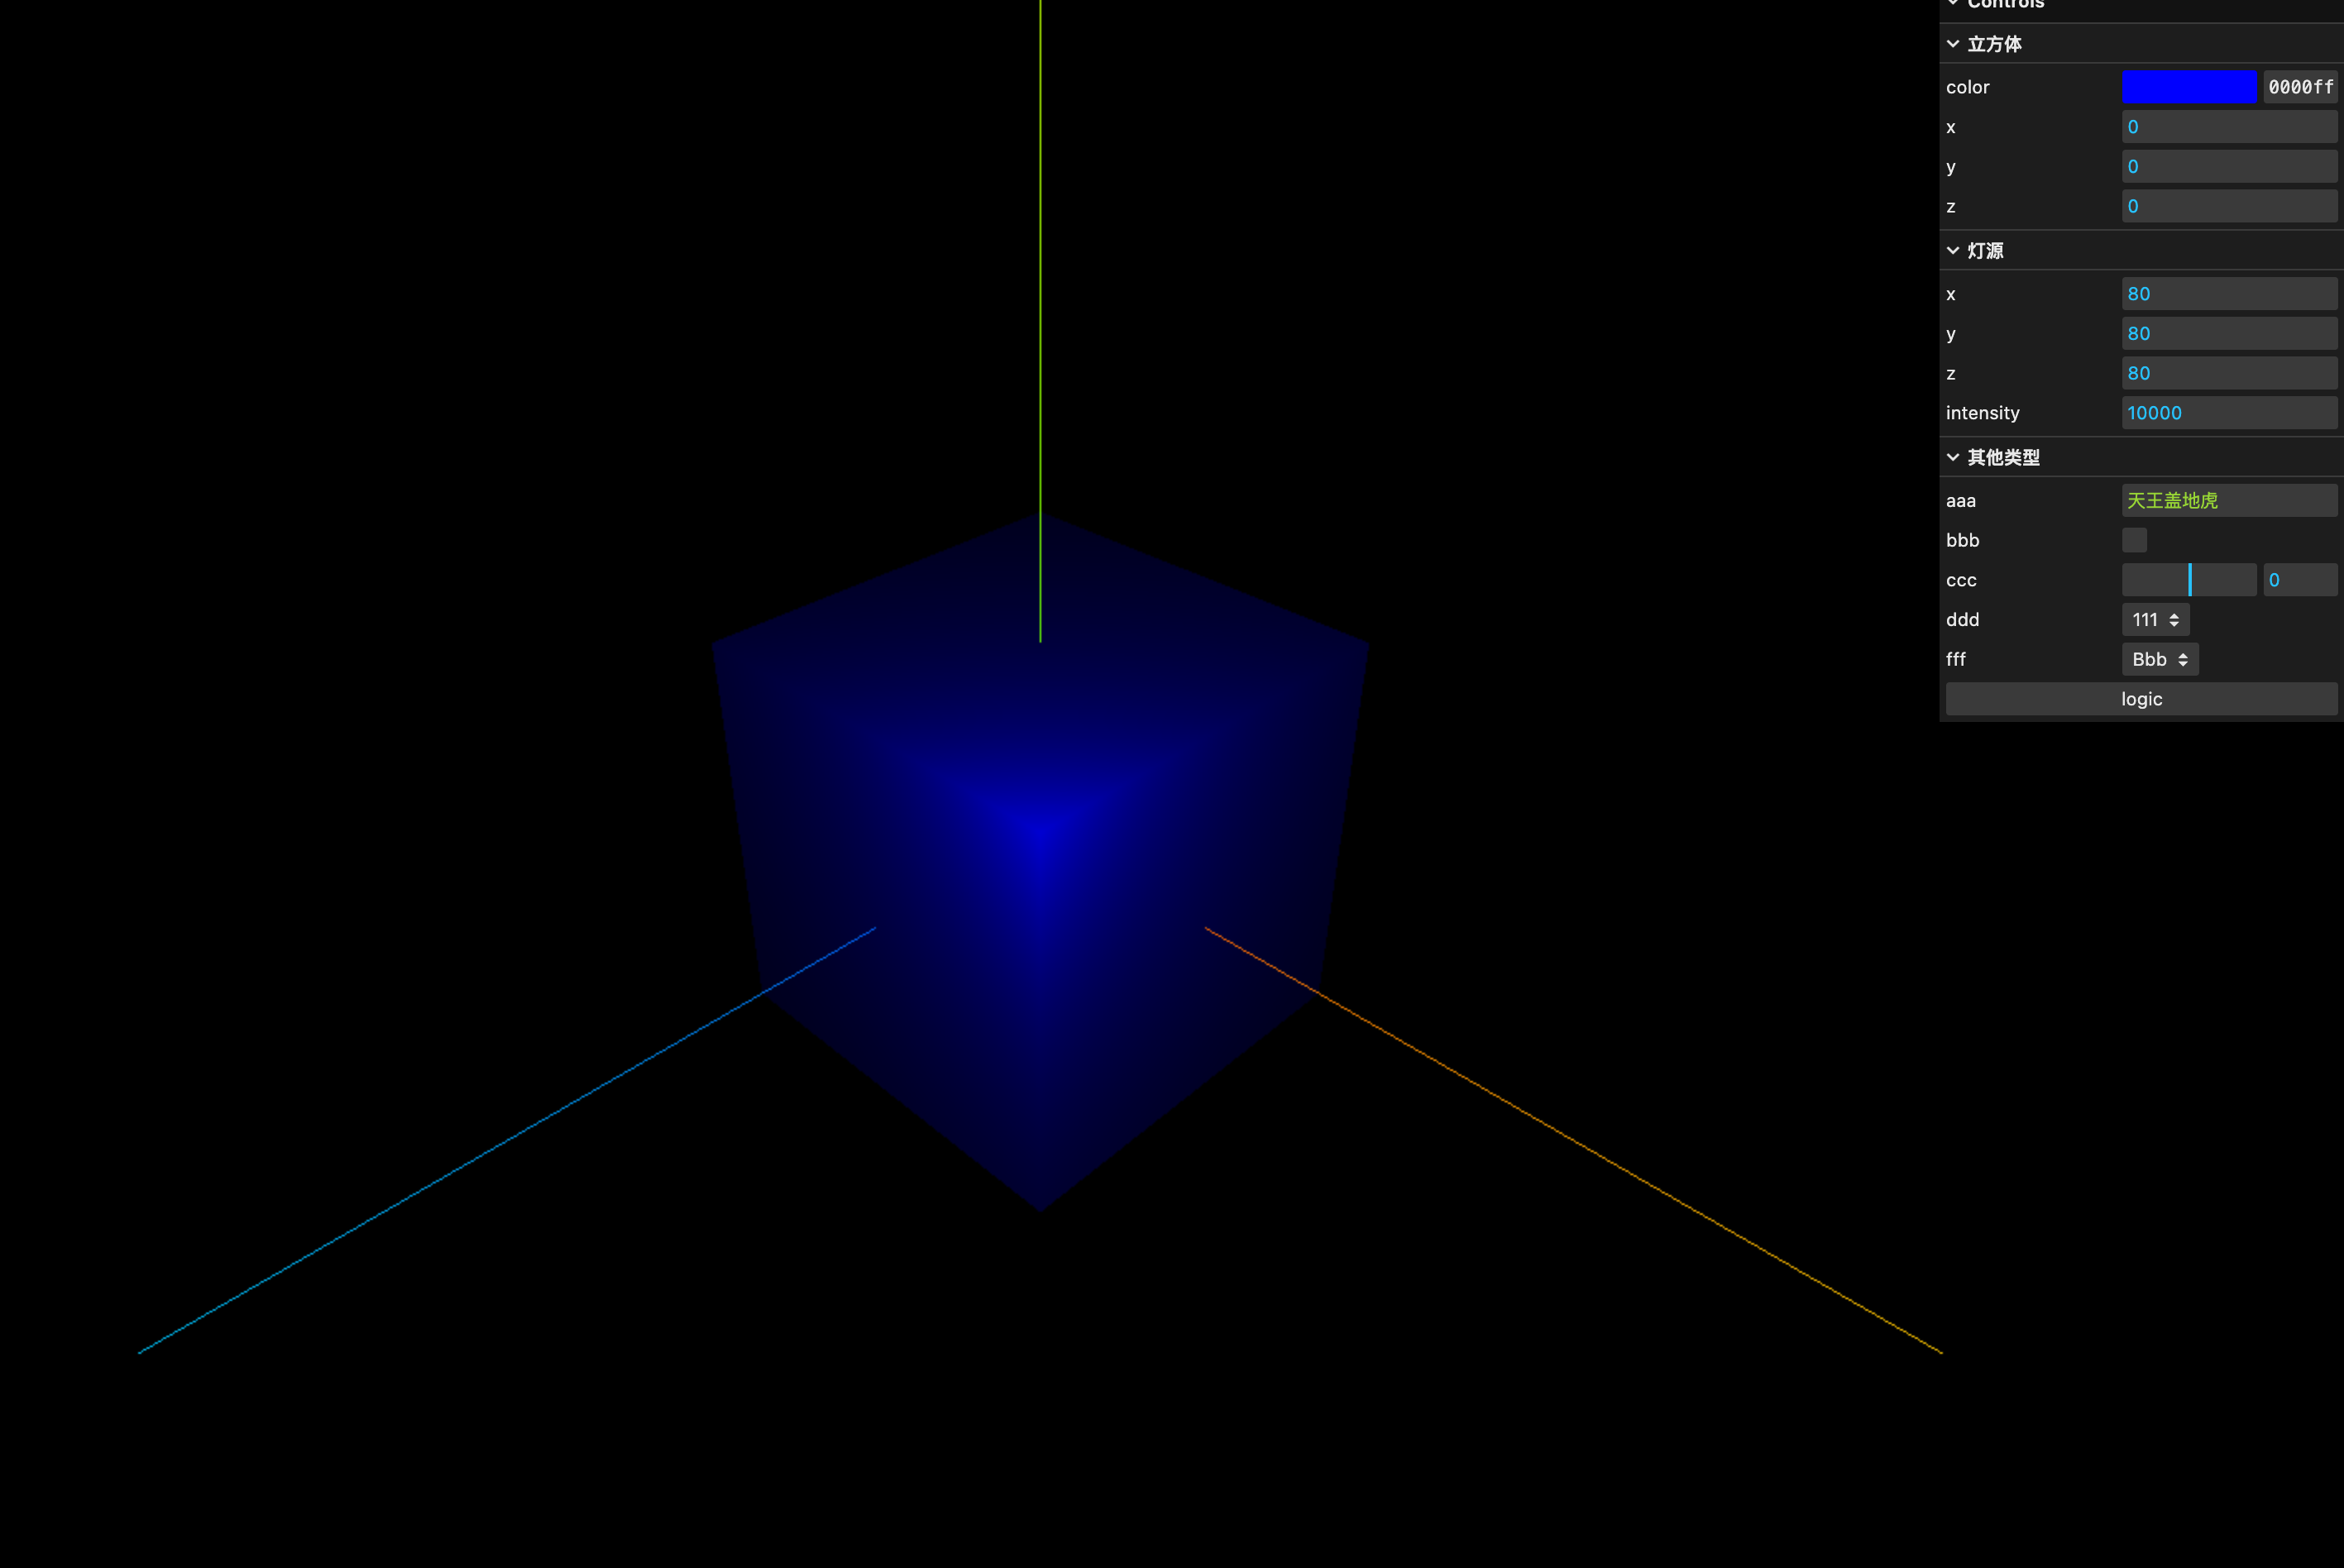 Controls
立方体
color 0000ff
x 0
y 0
z 0
灯源
x 80
y 80
z 80
intensity 10000
其他类型
aaa 天王盖地虎
bbb
ccc 0
ddd 111
fff Bbb
logic